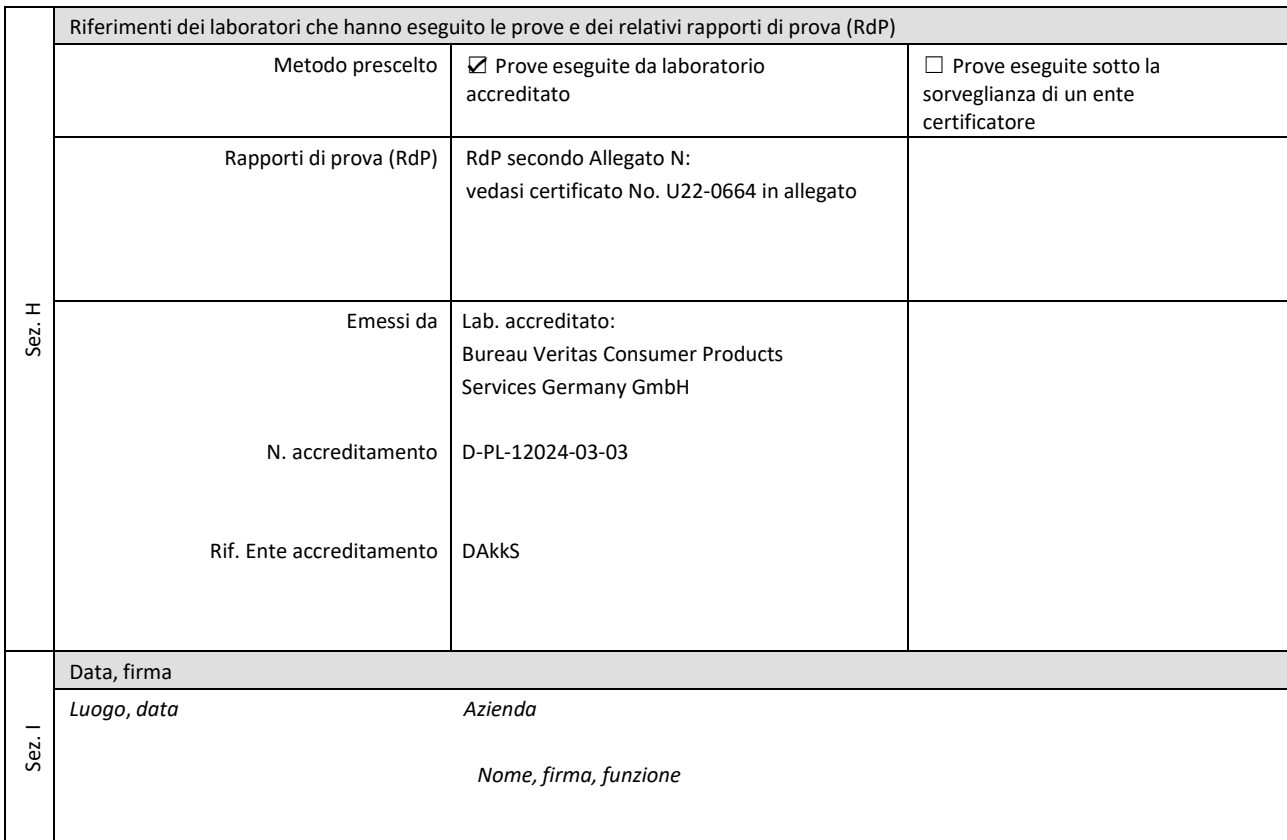 Sez. H
Riferimenti dei laboratori che hanno eseguito le prove e dei relativi rapporti di prova (RdP)
Metodo prescelto
☑ Prove eseguite da laboratorio
accreditato
☐ Prove eseguite sotto la
sorveglianza di un ente
certificatore
Rapporti di prova (RdP)
RdP secondo Allegato N:
vedasi certificato No. U22-0664 in allegato
Emessi da
Lab. accreditato:
Bureau Veritas Consumer Products
Services Germany GmbH
N. accreditamento
D-PL-12024-03-03
Rif. Ente accreditamento
DAkkS
Sez. I
Data, firma
Luogo, data
Azienda
Nome, firma, funzione